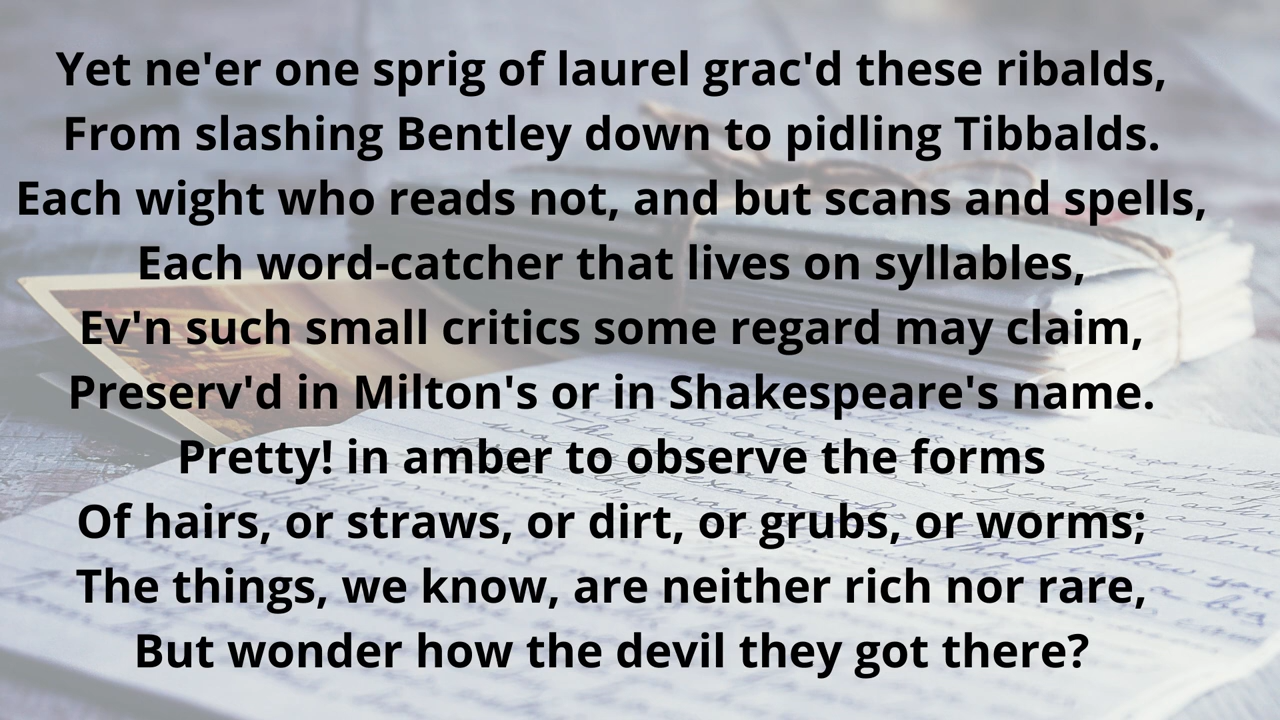 Yet ne'er one sprig of laurel grac'd these ribalds,
From slashing Bentley down to pidling Tibbalds.
Each wight who reads not, and but scans and spells,
Each word-catcher that lives on syllables,
Ev'n such small critics some regard may claim,
Preserv'd in Milton's or in Shakespeare's name.
Pretty! in amber to observe the forms
Of hairs, or straws, or dirt, or grubs, or worms;
The things, we know, are neither rich nor rare,
But wonder how the devil they got there?